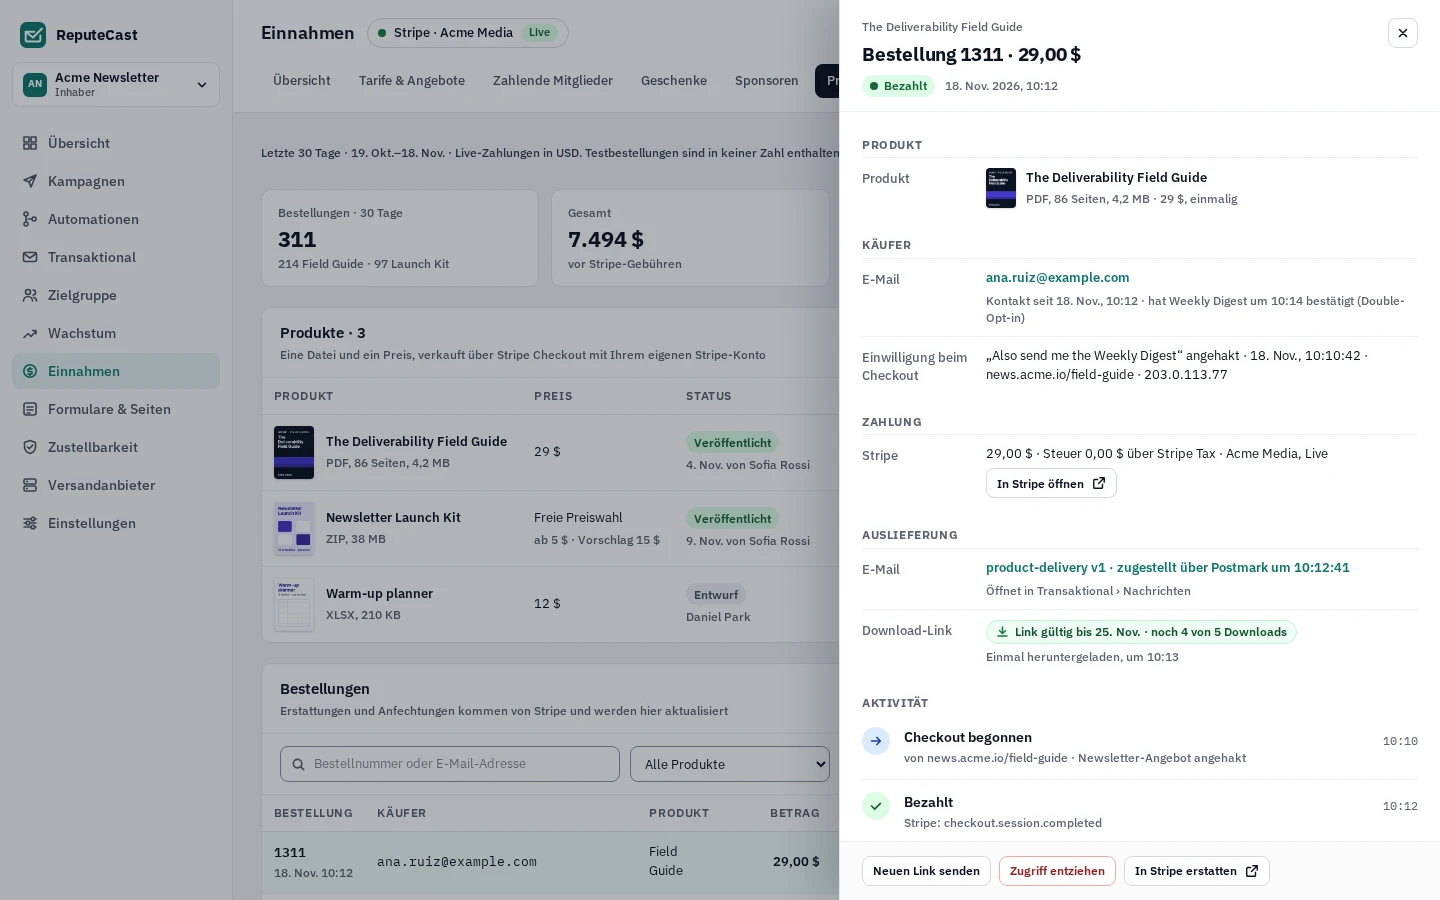 ReputeCast
AN
Acme Newsletter
Inhaber
Übersicht
Kampagnen
Automationen
Transaktional
Zielgruppe
Wachstum
Einnahmen
Formulare & Seiten
Zustellbarkeit
Versandanbieter
Einstellungen
Einnahmen
Stripe · Acme Media Live
Übersicht
Tarife & Angebote
Zahlende Mitglieder
Geschenke
Sponsoren
Letzte 30 Tage · 19. Okt.–18. Nov. · Live-Zahlungen in USD. Testbestellungen sind in keiner Zahl enthalten
Bestellungen · 30 Tage
311
214 Field Guide · 97 Launch Kit
Gesamt
7.494 $
vor Stripe-Gebühren
Produkte · 3
Eine Datei und ein Preis, verkauft über Stripe Checkout mit Ihrem eigenen Stripe-Konto
PRODUKT PREIS STATUS
The Deliverability Field Guide
PDF, 86 Seiten, 4,2 MB
29 $
Veröffentlicht
4. Nov. von Sofia Rossi
Newsletter Launch Kit
ZIP, 38 MB
Freie Preiswahl
ab 5 $ · Vorschlag 15 $
Veröffentlicht
9. Nov. von Sofia Rossi
Warm-up planner
XLSX, 210 KB
12 $
Entwurf
Daniel Park
Bestellungen
Erstattungen und Anfechtungen kommen von Stripe und werden hier aktualisiert
Bestellnummer oder E-Mail-Adresse
Alle Produkte
BESTELLUNG KÄUFER PRODUKT BETRAG
1311
18. Nov. 10:12
ana.ruiz@example.com
Field
Guide
29,00 $
The Deliverability Field Guide
Bestellung 1311 · 29,00 $
Bezahlt 18. Nov. 2026, 10:12
PRODUKT
Produkt
The Deliverability Field Guide
PDF, 86 Seiten, 4,2 MB · 29 $, einmalig
KÄUFER
E-Mail
ana.ruiz@example.com
Kontakt seit 18. Nov., 10:12 · hat Weekly Digest um 10:14 bestätigt (Double-
Opt-in)
Einwilligung beim
Checkout
„Also send me the Weekly Digest“ angehakt · 18. Nov., 10:10:42 ·
news.acme.io/field-guide · 203.0.113.77
ZAHLUNG
Stripe
29,00 $ · Steuer 0,00 $ über Stripe Tax · Acme Media, Live
In Stripe öffnen
AUSLIEFERUNG
E-Mail
product-delivery v1 · zugestellt über Postmark um 10:12:41
Öffnet in Transaktional › Nachrichten
Download-Link
Link gültig bis 25. Nov. · noch 4 von 5 Downloads
Einmal heruntergeladen, um 10:13
AKTIVITÄT
Checkout begonnen
10:10
von news.acme.io/field-guide · Newsletter-Angebot angehakt
Bezahlt
10:12
Stripe: checkout.session.completed
Neuen Link senden
Zugriff entziehen
In Stripe erstatten